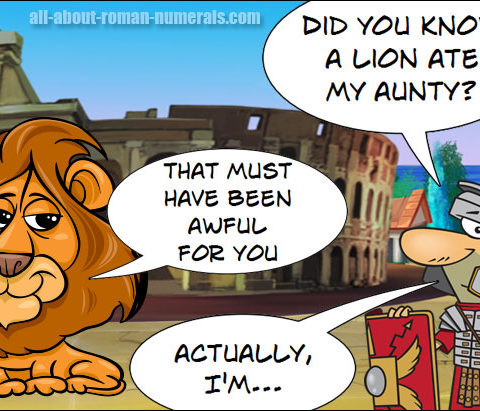 all-about-roman-numerals.com
DID YOU KNOW
A LION ATE
MY AUNTY?
THAT MUST
HAVE BEEN
AWFUL
FOR YOU
ACTUALLY,
I'M...